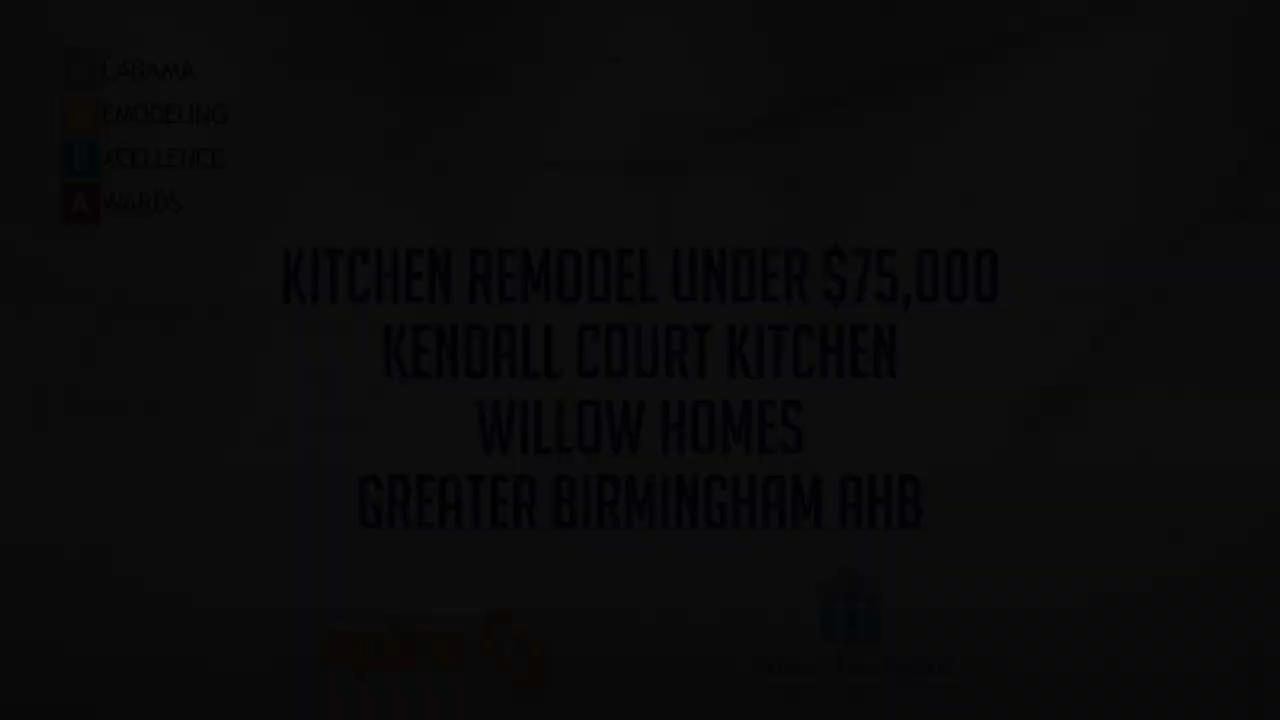 ALABAMA
REMODELING
EXCELLENCE
AWARDS
KITCHEN REMODEL UNDER $75,000
KENDALL COURT KITCHEN
WILLOW HOMES
GREATER BIRMINGHAM AHB